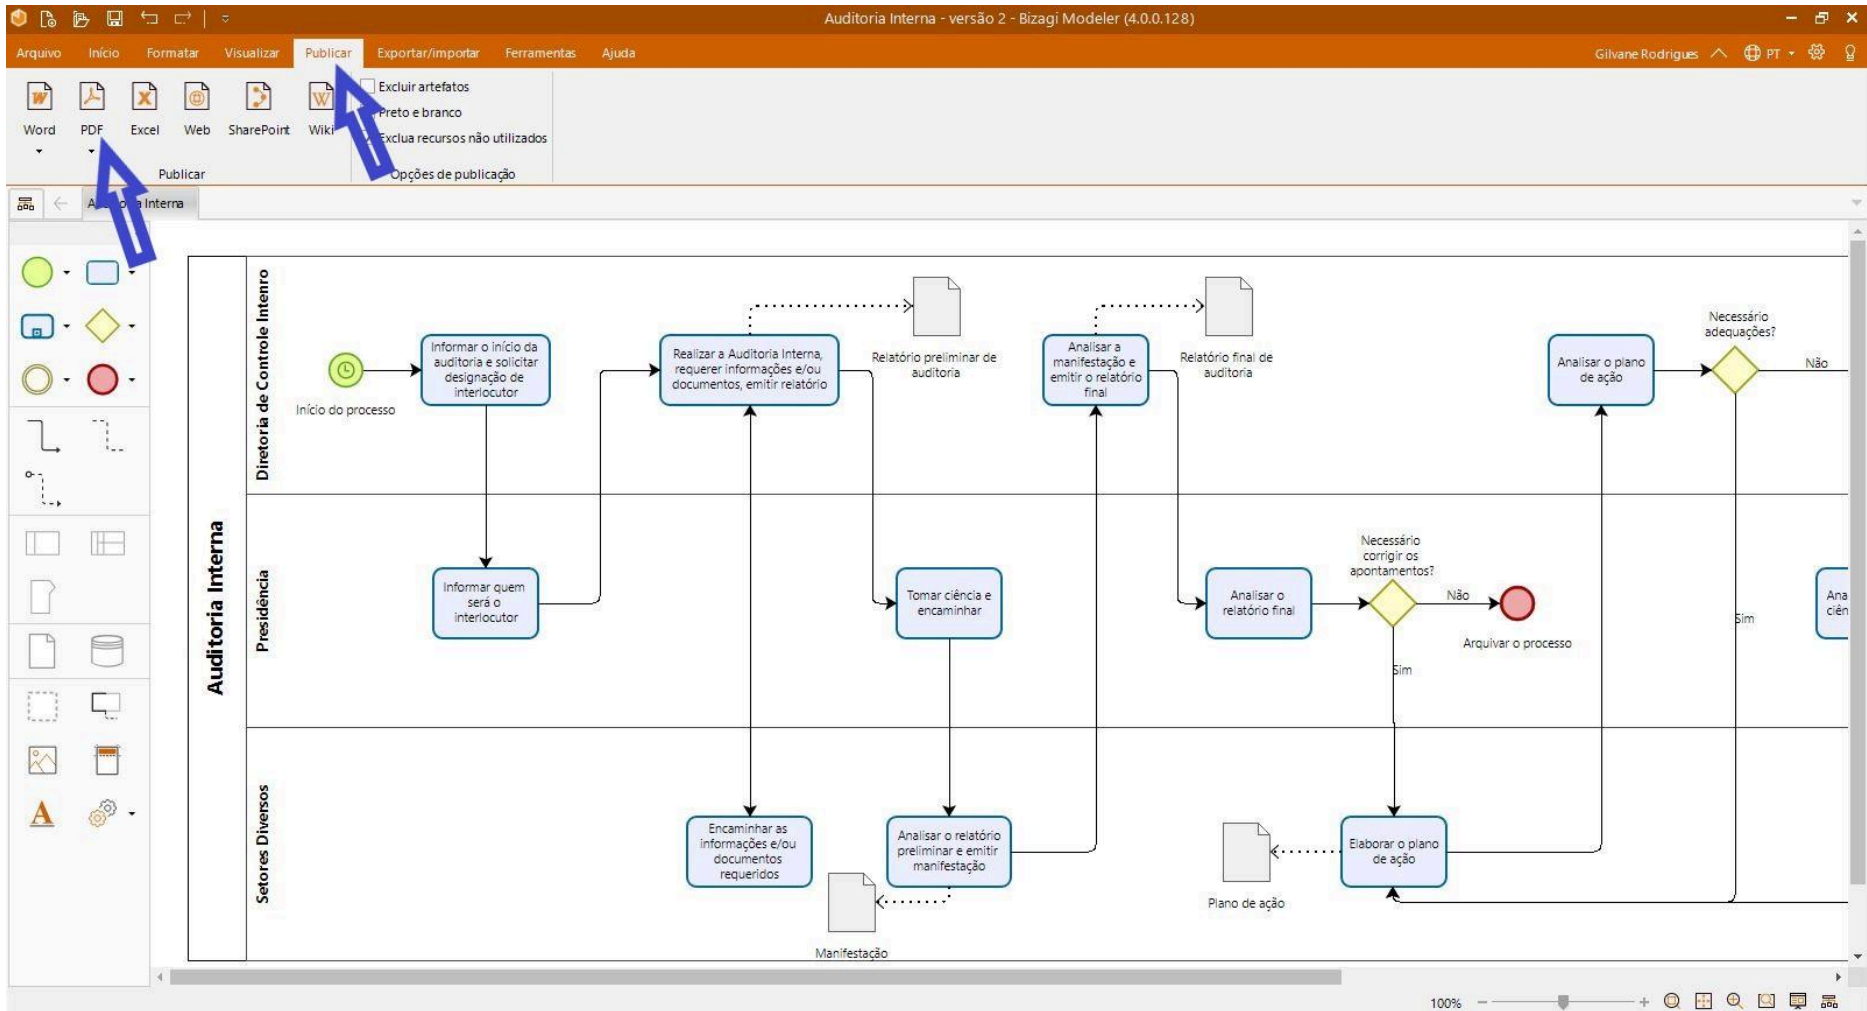 Auditoria Interna - versão 2 - Bizagi Modeler (4.0.0.128)
Arquivo Início Formatar Visualizar Publicar Exportar/importar Ferramentas Ajuda
Gilvane Rodrigues PT
Word PDF Excel Web SharePoint Wiki
Excluir artefatos
Preto e branco
Exclua recursos não utilizados
Publicar
Opções de publicação
Auditoria Interna
Auditoria Interna
Diretoria de Controle Intenro
Início do processo
Informar o início da
auditoria e solicitar
designação de
interlocutor
Realizar a Auditoria Interna,
requerer informações e/ou
documentos, emitir relatório
Relatório preliminar de
auditoria
Analisar a
manifestação e
emitir o relatório
final
Relatório final de
auditoria
Analisar o plano
de ação
Necessário
adequações?
Não
Sim
Presidência
Informar quem
será o
interlocutor
Tomar ciência e
encaminhar
Analisar o
relatório final
Necessário
corrigir os
apontamentos?
Não
Sim
Arquivar o processo
Ana
ciên
Setores Diversos
Encaminhar as
informações e/ou
documentos
requeridos
Analisar o relatório
preliminar e emitir
manifestação
Manifestação
Plano de ação
Elaborar o plano
de ação
100%